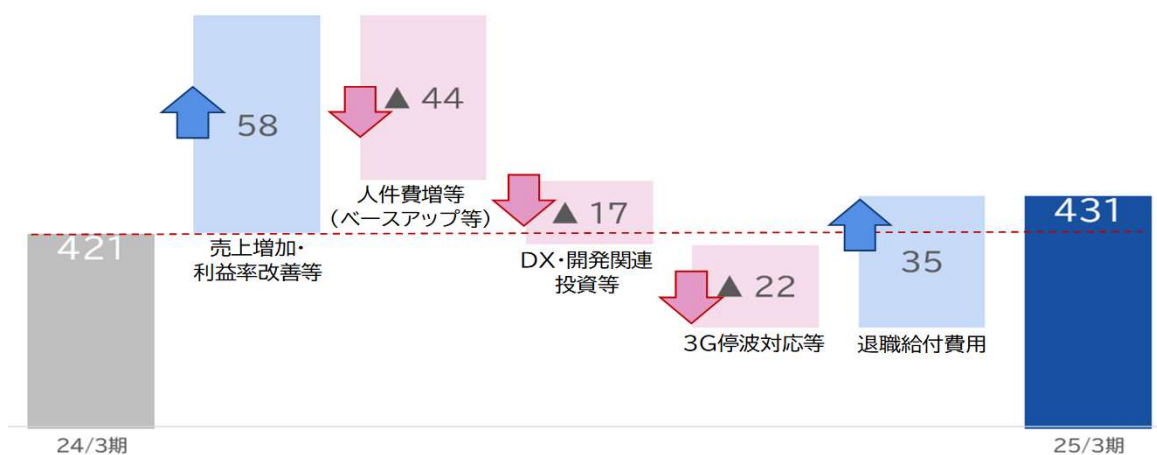 421
24/3期
58
売上増加・
利益率改善等
▲ 44
人件費増等
（ベースアップ等）
▲ 17
DX・開発関連
投資等
▲ 22
3G停波対応等
35
退職給付費用
431
25/3期